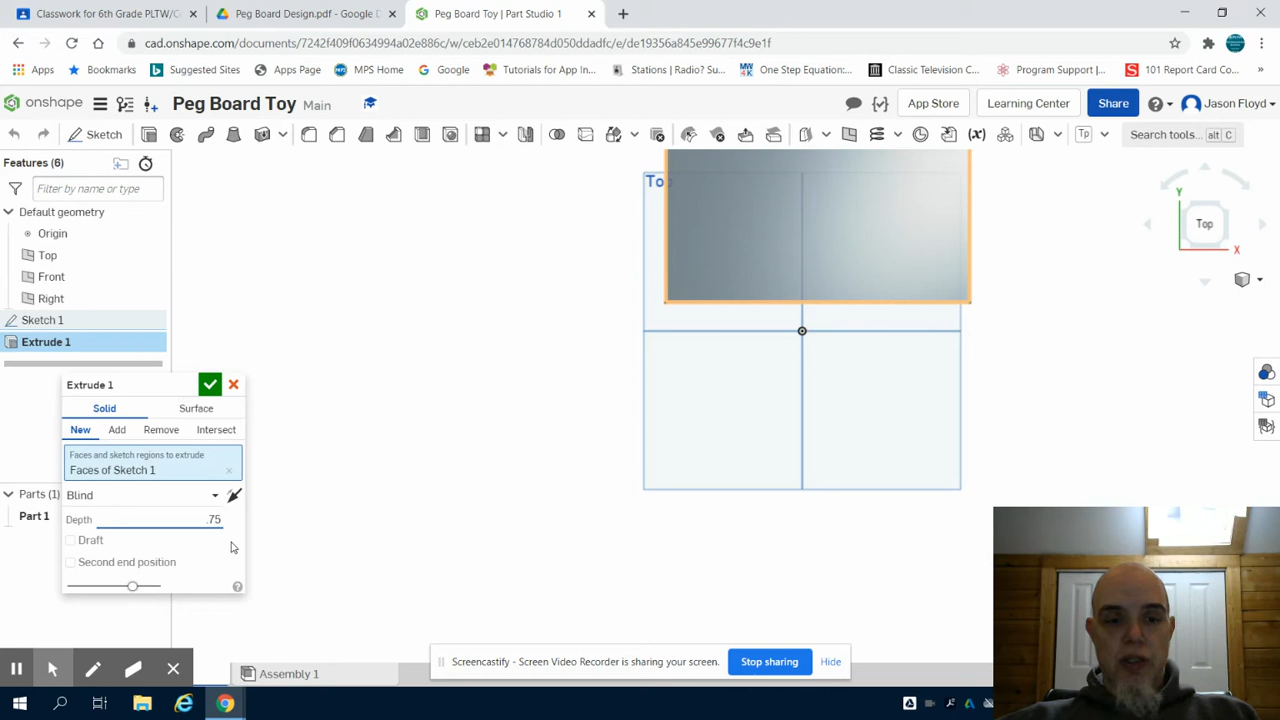 Classwork for 6th Grade PLTW/C
Peg Board Design.pdf - Google D
Peg Board Toy | Part Studio 1
cad.onshape.com/documents/7242f409f0634994a02e886c/w/ceb2e014768784d050ddadfc/e/de19356a845e99677f4c9e1f
Apps
Bookmarks
Suggested Sites
Apps Page
MPS Home
Google
Tutorials for App In...
Stations | Radio? Su...
One Step Equation:...
Classic Television C...
Program Support |...
101 Report Card Co...
onshape
Peg Board Toy Main
App Store
Learning Center
Share
Jason Floyd
Sketch
Search tools... alt C
Features (6)
Filter by name or type
Default geometry
Origin
Top
Front
Right
Sketch 1
Extrude 1
Extrude 1
Solid Surface
New Add Remove Intersect
Faces and sketch regions to extrude
Faces of Sketch 1
Blind
Depth .75
Draft
Second end position
Parts (1)
Part 1
Top
Y
Top
X
Assembly 1
Screencastify - Screen Video Recorder is sharing your screen.
Stop sharing
Hide